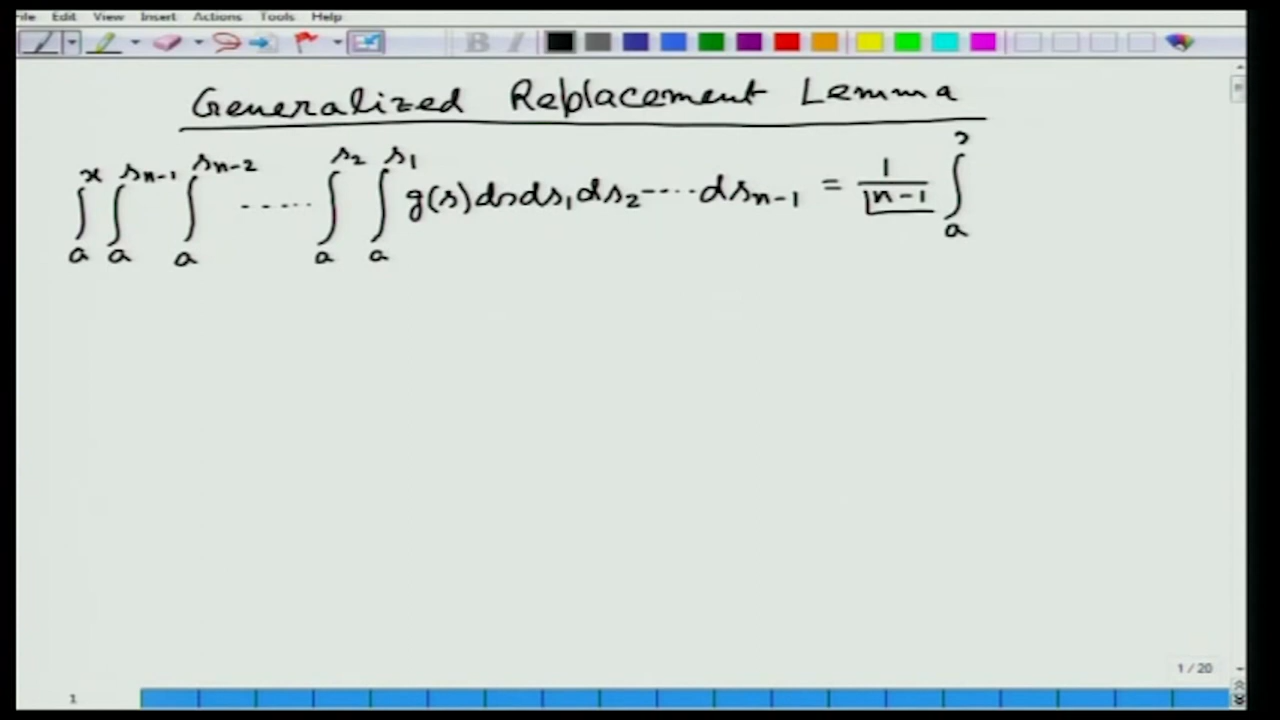 File Edit View Insert Actions Tools Help
B I
Generalized Replacement Lemma
∫_a^x ∫_a^{s_{n-1}} ∫_a^{s_{n-2}} ..... ∫_a^{s_2} ∫_a^{s_1} g(s) ds ds_1 ds_2 .... ds_{n-1} = 1/|n-1 ∫_a
1 / 20
1